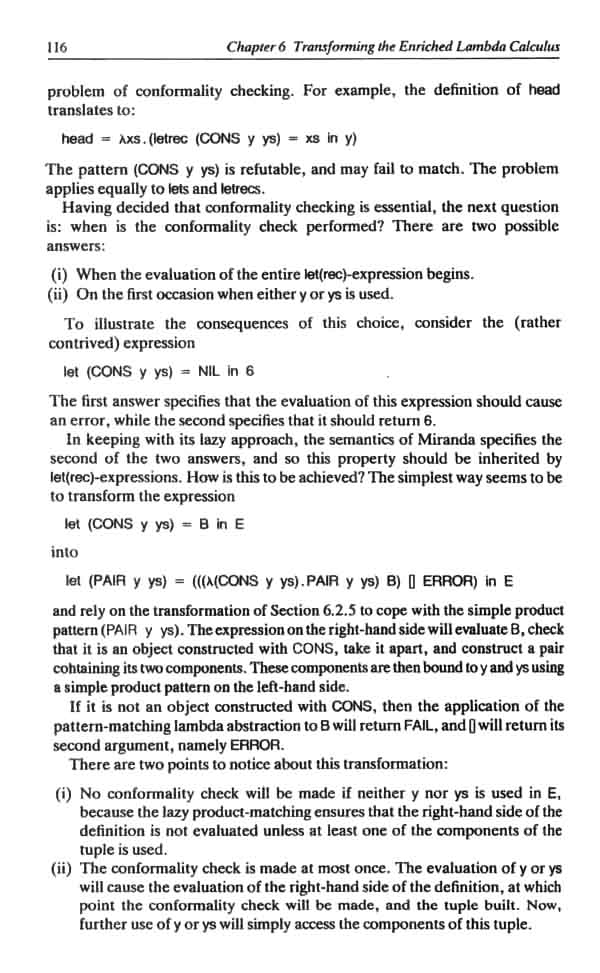 116 Chapter 6 Transforming the Enriched Lambda Calculus
problem of conformality checking. For example, the definition of head
translates to:
head = λxs.(letrec (CONS y ys) = xs in y)
The pattern (CONS y ys) is refutable, and may fail to match. The problem
applies equally to lets and letrecs.
Having decided that conformality checking is essential, the next question
is: when is the conformality check performed? There are two possible
answers:
(i) When the evaluation of the entire let(rec)-expression begins.
(ii) On the first occasion when either y or ys is used.
To illustrate the consequences of this choice, consider the (rather
contrived) expression
let (CONS y ys) = NIL in 6
The first answer specifies that the evaluation of this expression should cause
an error, while the second specifies that it should return 6.
In keeping with its lazy approach, the semantics of Miranda specifies the
second of the two answers, and so this property should be inherited by
let(rec)-expressions. How is this to be achieved? The simplest way seems to be
to transform the expression
let (CONS y ys) = B in E
into
let (PAIR y ys) = (((λ(CONS y ys).PAIR y ys) B) [] ERROR) in E
and rely on the transformation of Section 6.2.5 to cope with the simple product
pattern (PAIR y ys). The expression on the right-hand side will evaluate B, check
that it is an object constructed with CONS, take it apart, and construct a pair
containing its two components. These components are then bound to y and ys using
a simple product pattern on the left-hand side.
If it is not an object constructed with CONS, then the application of the
pattern-matching lambda abstraction to B will return FAIL, and [] will return its
second argument, namely ERROR.
There are two points to notice about this transformation:
(i) No conformality check will be made if neither y nor ys is used in E,
because the lazy product-matching ensures that the right-hand side of the
definition is not evaluated unless at least one of the components of the
tuple is used.
(ii) The conformality check is made at most once. The evaluation of y or ys
will cause the evaluation of the right-hand side of the definition, at which
point the conformality check will be made, and the tuple built. Now,
further use of y or ys will simply access the components of this tuple.